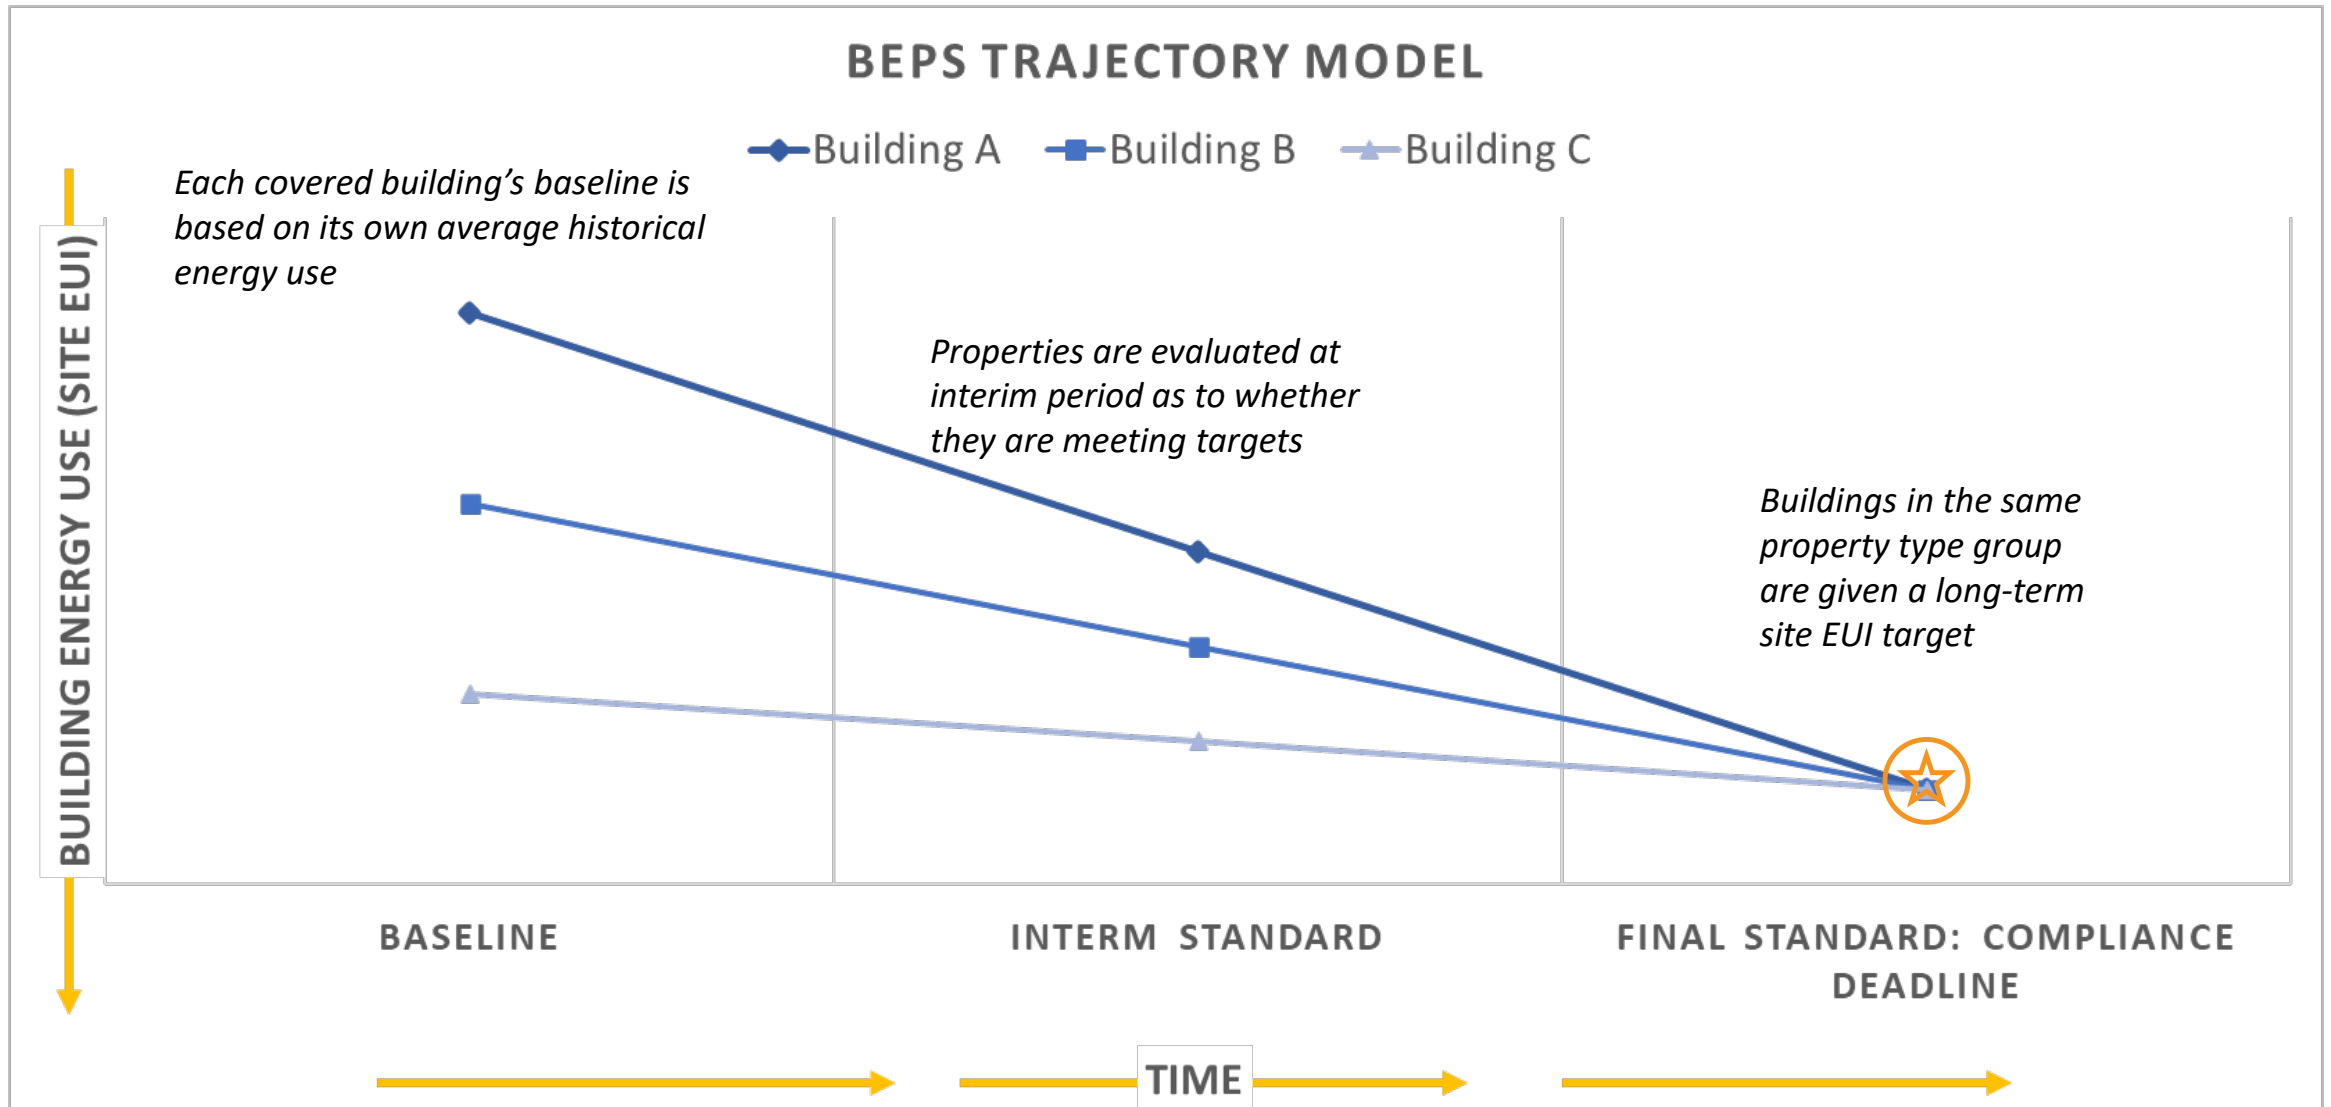 BEPS TRAJECTORY MODEL
Building A
Building B
Building C
Each covered building's baseline is
based on its own average historical
energy use
Properties are evaluated at
interim period as to whether
they are meeting targets
Buildings in the same
property type group
are given a long-term
site EUI target
BUILDING ENERGY USE (SITE EUI)
BASELINE
INTERM STANDARD
FINAL STANDARD: COMPLIANCE
DEADLINE
TIME